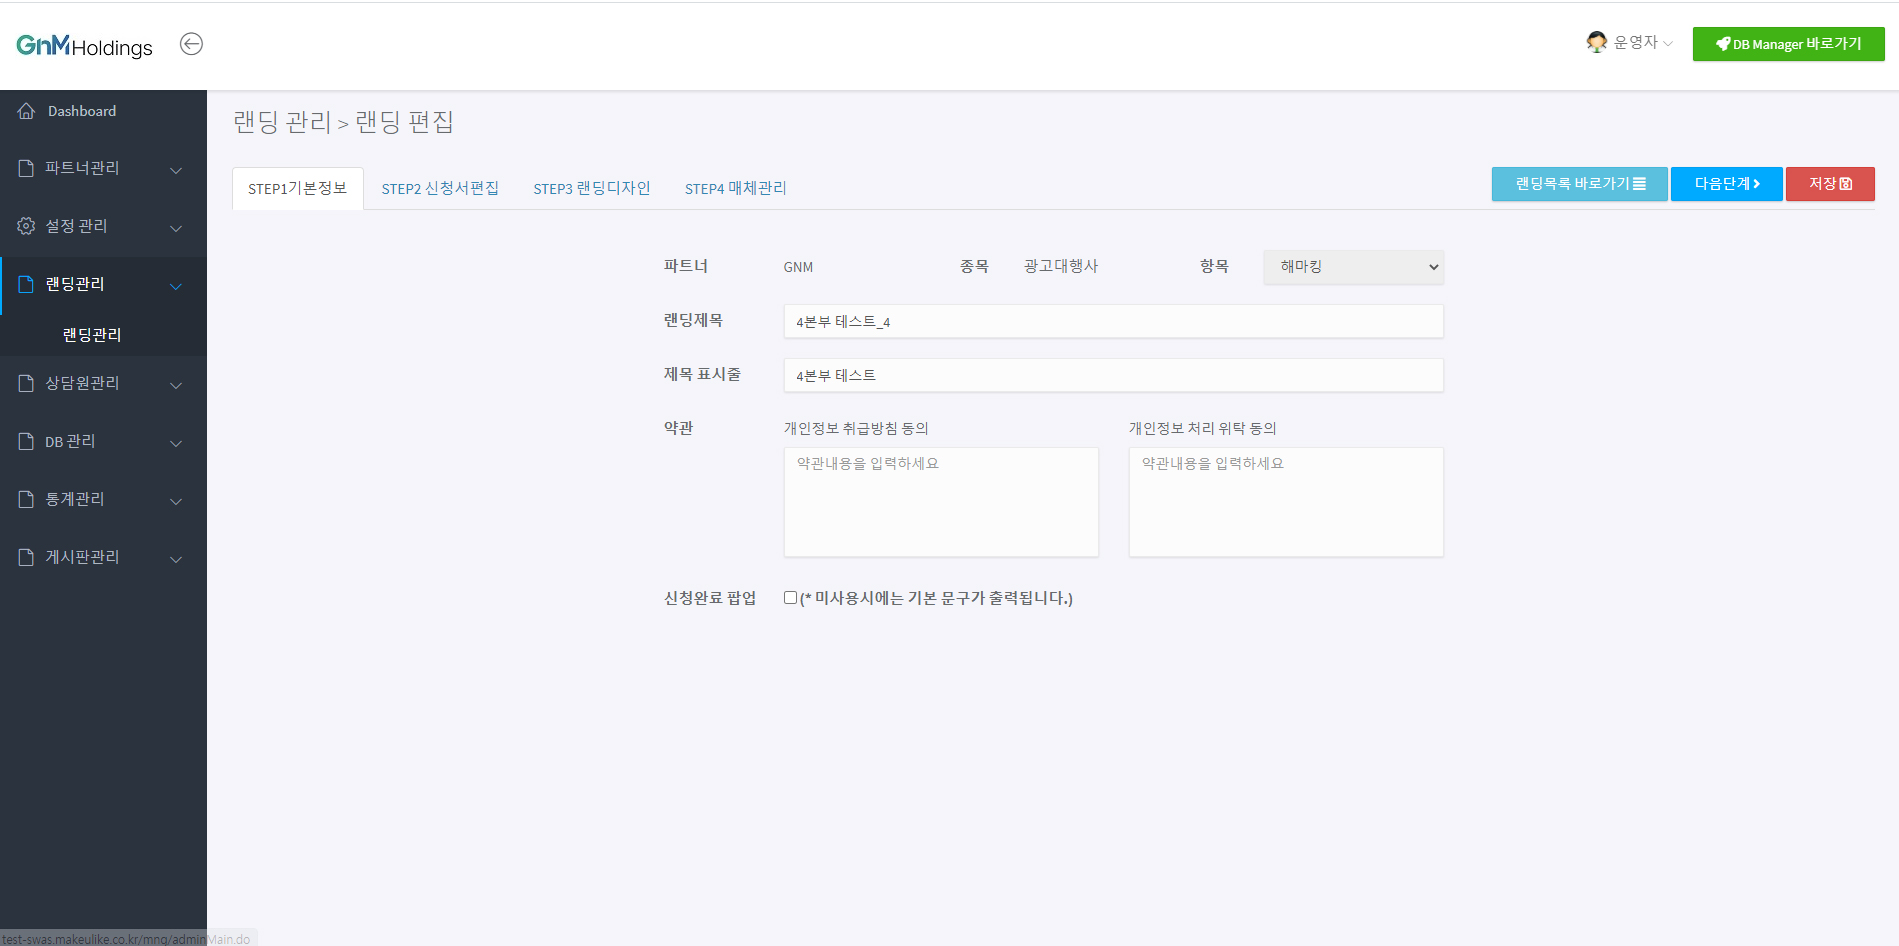 GnMHoldings
운영자
DB Manager 바로가기
Dashboard
파트너관리
설정 관리
랜딩관리
랜딩관리
상담원관리
DB 관리
통계관리
게시판관리
랜딩 관리 > 랜딩 편집
STEP1기본정보 STEP2 신청서편집 STEP3 랜딩디자인 STEP4 매체관리
랜딩목록 바로가기 다음단계 저장
파트너 GNM 종목 광고대행사 항목 해마킹
랜딩제목 4본부 테스트_4
제목 표시줄 4본부 테스트
약관 개인정보 취급방침 동의 개인정보 처리 위탁 동의
약관내용을 입력하세요 약관내용을 입력하세요
신청완료 팝업 (* 미사용시에는 기본 문구가 출력됩니다.)
test-swas.makeulike.co.kr/mng/adminMain.do